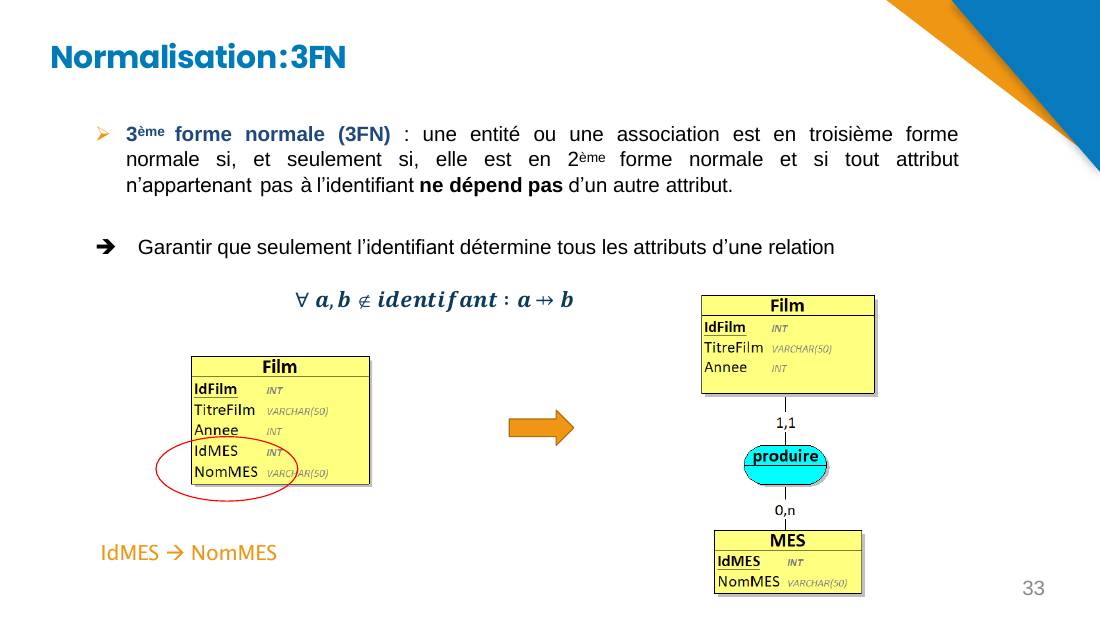 Normalisation:3FN
➢ 3ème forme normale (3FN) : une entité ou une association est en troisième forme
normale si, et seulement si, elle est en 2ème forme normale et si tout attribut
n’appartenant pas à l’identifiant ne dépend pas d’un autre attribut.
➔ Garantir que seulement l’identifiant détermine tous les attributs d’une relation
∀ a, b ∉ identifant : a ↛ b
Film
IdFilm INT
TitreFilm VARCHAR(50)
Annee INT
IdMES INT
NomMES VARCHAR(50)
IdMES → NomMES
Film
IdFilm INT
TitreFilm VARCHAR(50)
Annee INT
1,1
produire
0,n
MES
IdMES INT
NomMES VARCHAR(50)
33